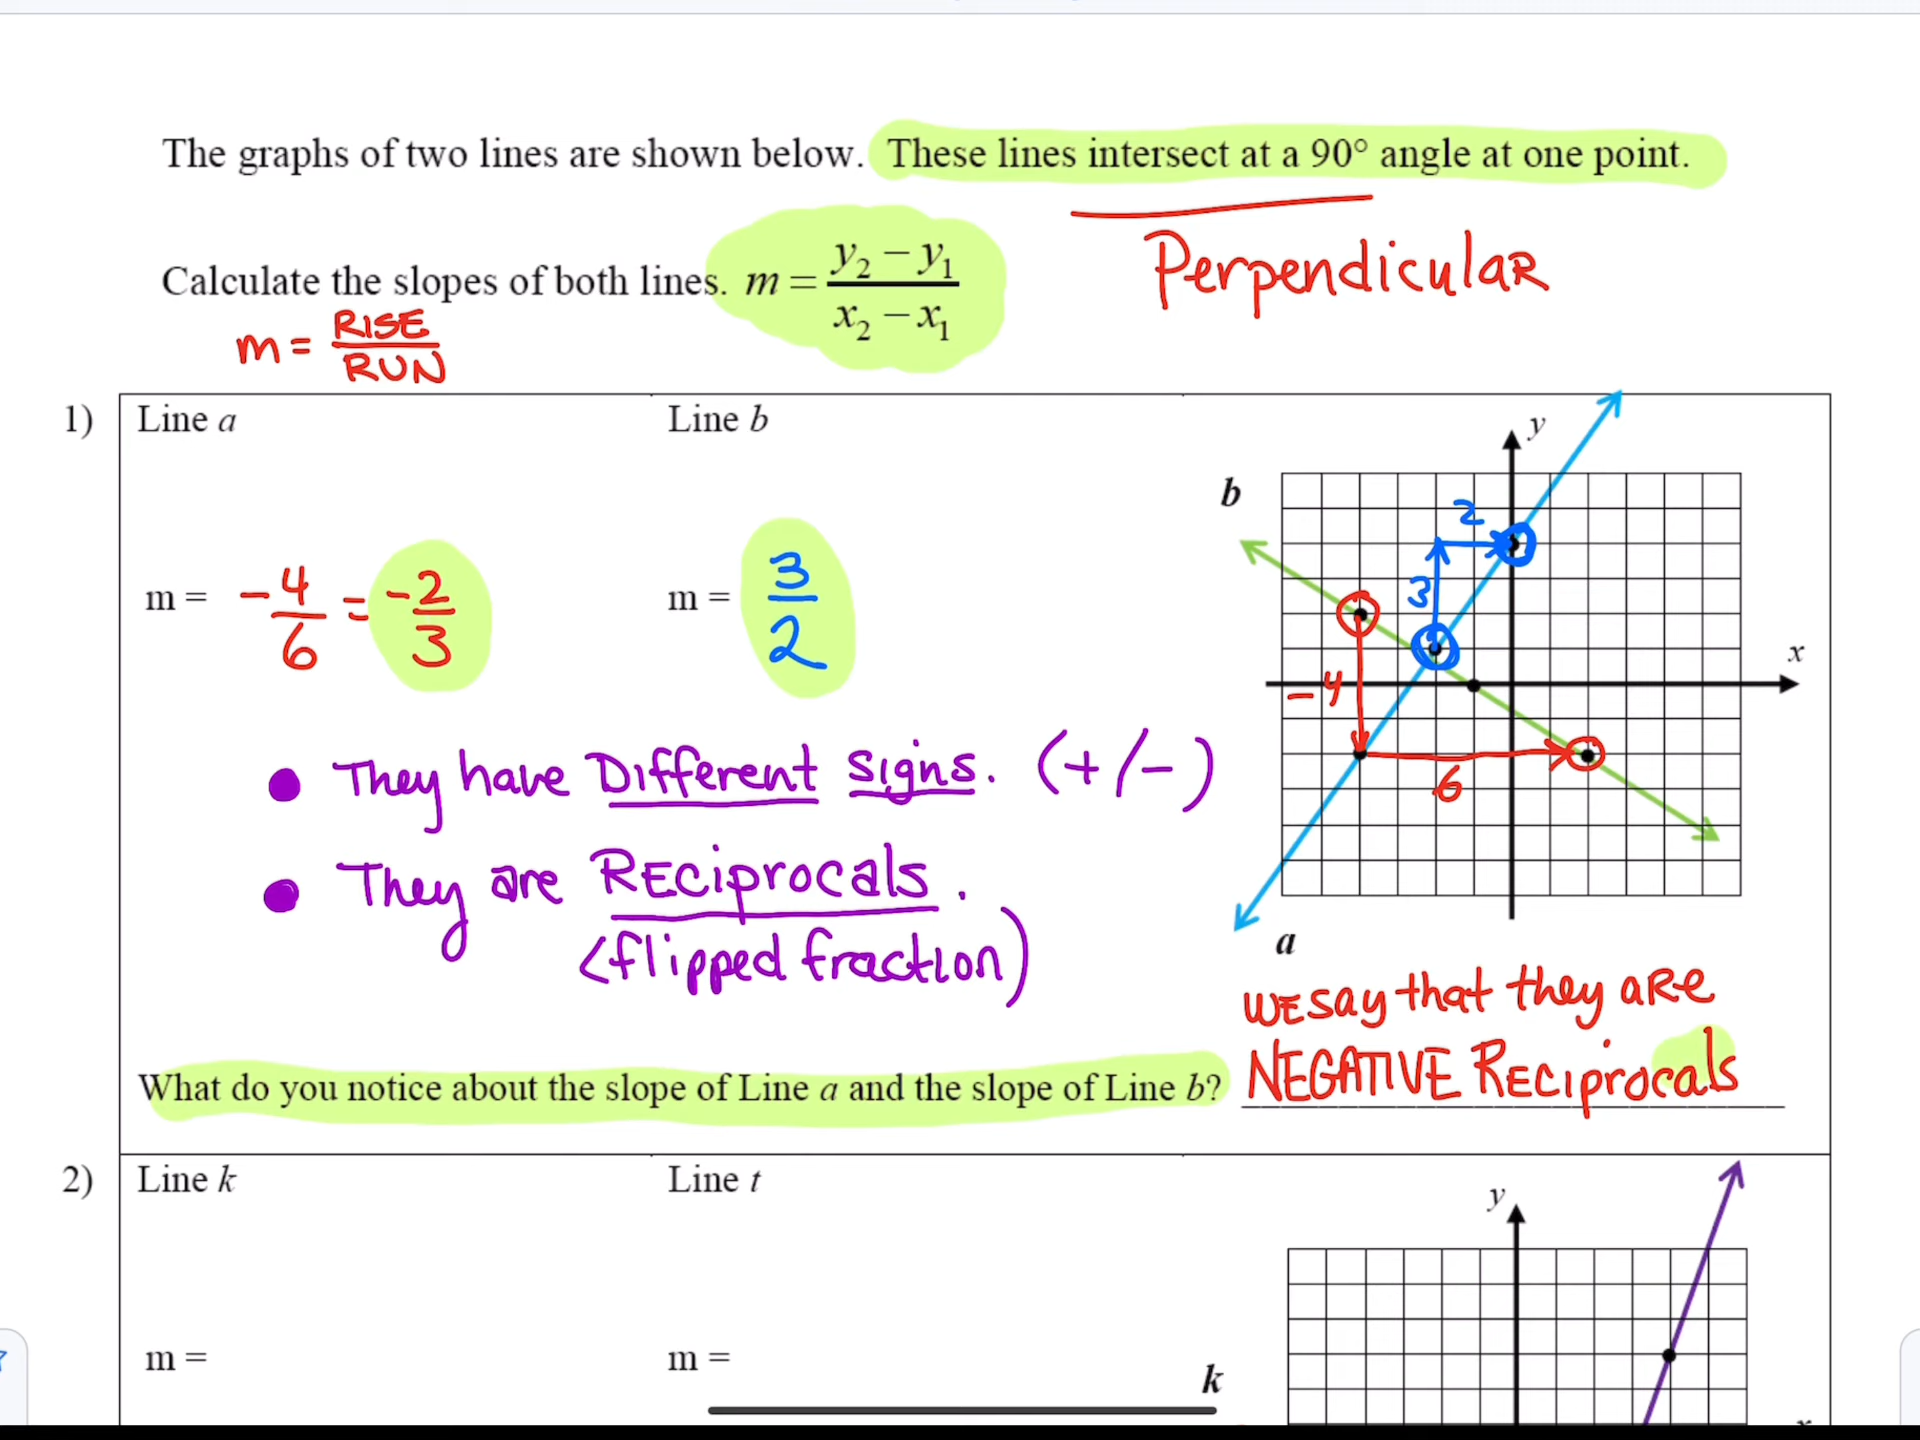 The graphs of two lines are shown below. These lines intersect at a 90° angle at one point.
Perpendicular
Calculate the slopes of both lines. m = (y₂ − y₁)/(x₂ − x₁)
m = RISE/RUN
1) Line a Line b
m = -4/6 = -2/3 m = 3/2
y
b
2
3
x
-4
6
a
• They have Different signs. (+/-)
• They are Reciprocals.
(flipped fraction)
We say that they are
What do you notice about the slope of Line a and the slope of Line b? NEGATIVE Reciprocals
2) Line k Line t
y
m = m =
k